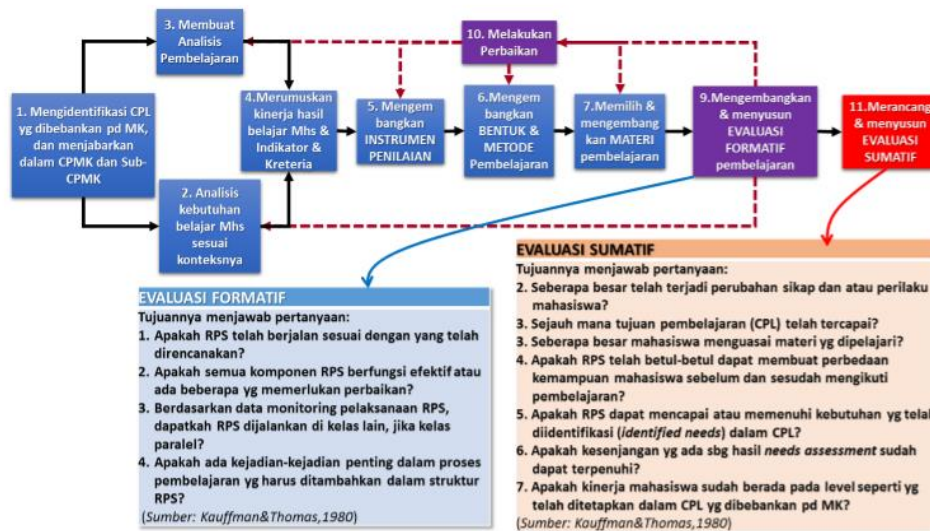 3. Membuat
Analisis
Pembelajaran
10. Melakukan
Perbaikan
1. Mengidentifikasi CPL
yg dibebankan pd MK,
dan menjabarkan
dalam CPMK dan Sub-
CPMK
4.Merumuskan
kinerja hasil
belajar Mhs &
Indikator &
Kreteria
5. Mengem
bangkan
INSTRUMEN
PENILAIAN
6.Mengem
bangkan
BENTUK &
METODE
Pembelajaran
7.Memilih &
mengembang
kan MATERI
pembelajaran
9.Mengembangkan
& menyusun
EVALUASI
FORMATIF
pembelajaran
11.Merancang
& menyusun
EVALUASI
SUMATIF
2. Analisis
kebutuhan
belajar Mhs
sesuai
konteksnya
EVALUASI FORMATIF
Tujuannya menjawab pertanyaan:
1. Apakah RPS telah berjalan sesuai dengan yang telah
direncanakan?
2. Apakah semua komponen RPS berfungsi efektif atau
ada beberapa yg memerlukan perbaikan?
3. Berdasarkan data monitoring pelaksanaan RPS,
dapatkah RPS dijalankan di kelas lain, jika kelas
paralel?
4. Apakah ada kejadian-kejadian penting dalam proses
pembelajaran yg harus ditambahkan dalam struktur
RPS?
(Sumber: Kauffman&Thomas,1980)
EVALUASI SUMATIF
Tujuannya menjawab pertanyaan:
2. Seberapa besar telah terjadi perubahan sikap dan atau perilaku
mahasiswa?
3. Sejauh mana tujuan pembelajaran (CPL) telah tercapai?
3. Seberapa besar mahasiswa menguasai materi yg dipelajari?
4. Apakah RPS telah betul-betul dapat membuat perbedaan
kemampuan mahasiswa sebelum dan sesudah mengikuti
pembelajaran?
5. Apakah RPS dapat mencapai atau memenuhi kebutuhan yg telah
diidentifikasi (identified needs) dalam CPL?
6. Apakah kesenjangan yg ada sbg hasil needs assessment sudah
dapat terpenuhi?
7. Apakah kinerja mahasiswa sudah berada pada level seperti yg
telah ditetapkan dalam CPL yg dibebankan pd MK?
(Sumber: Kauffman&Thomas,1980)